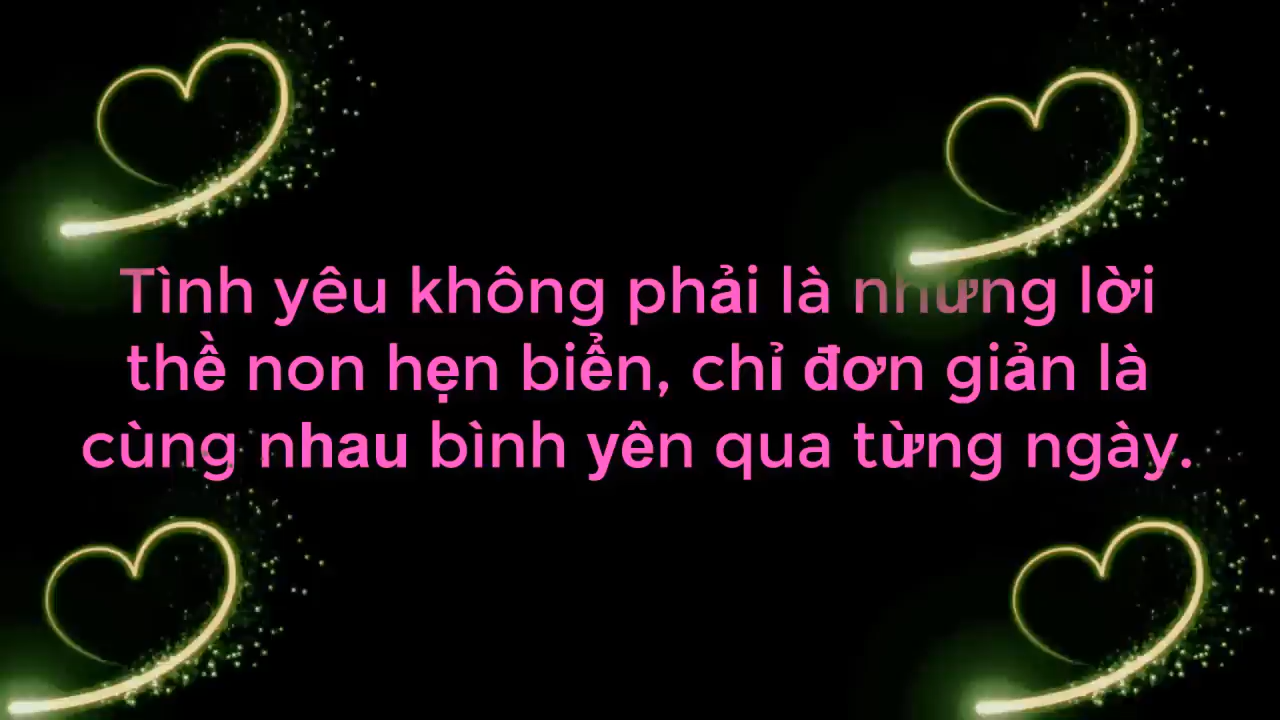 Tình yêu không phải là những lời
thề non hẹn biển, chỉ đơn giản là
cùng nhau bình yên qua từng ngày.